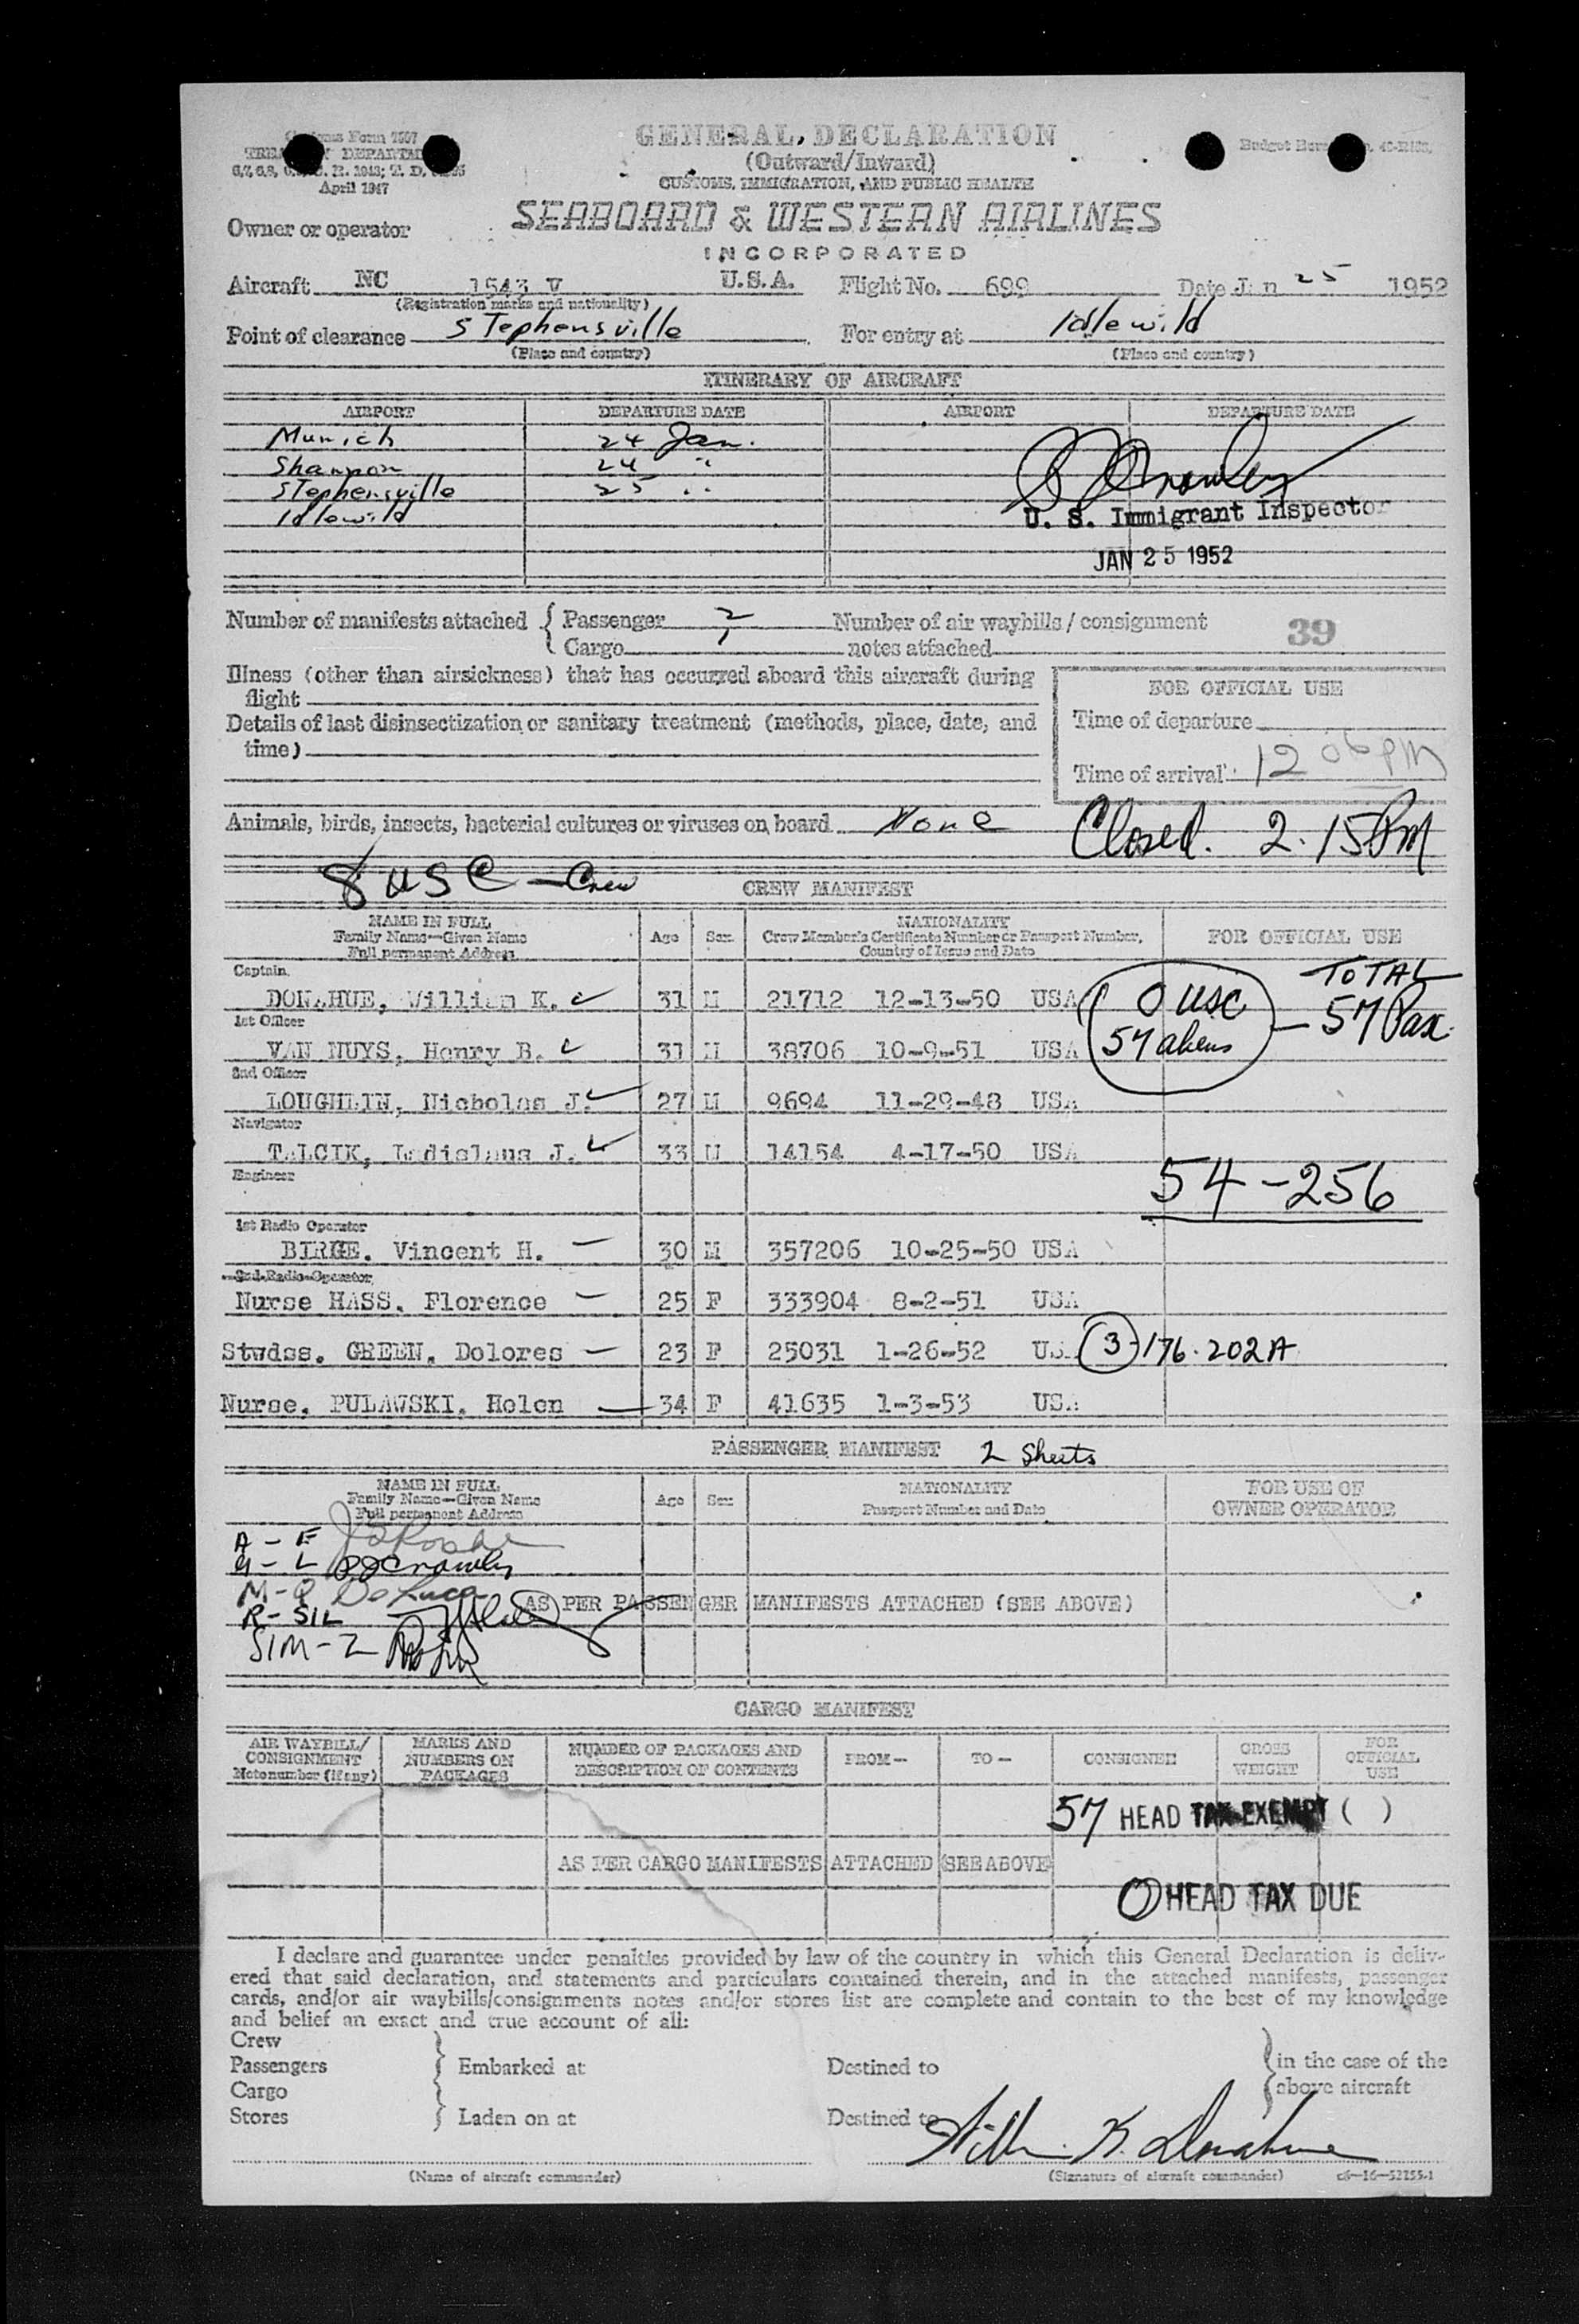 Customs Form 7507
TREASURY DEPARTMENT
April 1947
GENERAL DECLARATION
(Outward/Inward)
CUSTOMS, IMMIGRATION, AND PUBLIC HEALTH
Budget Bureau No.
Owner or operator SEABOARD & WESTERN AIRLINES
INCORPORATED
Aircraft NC 1543 V U.S.A. Flight No. 699 Date Jan 25 1952
(Registration marks and nationality)
Point of clearance STephensville For entry at Idlewild
(Place and country) (Place and country)
ITINERARY OF AIRCRAFT
AIRPORT DEPARTURE DATE AIRPORT DEPARTURE DATE
Munich 24 Jan.
Shannon 24 "
STephensville 25 "
Idlewild
U. S. Immigrant Inspector
JAN 25 1952
Number of manifests attached { Passenger 2 Number of air waybills / consignment
Cargo 1 notes attached 39
Illness (other than airsickness) that has occurred aboard this aircraft during
flight
Details of last disinsectization or sanitary treatment (methods, place, date, and
time)
FOR OFFICIAL USE
Time of departure
Time of arrival 12 06 PM
Animals, birds, insects, bacterial cultures or viruses on board None
Closed. 2.15 PM
8 USC — Crew
CREW MANIFEST
NAME IN FULL
Family Name—Given Name
Full permanent Address
Age Sex
NATIONALITY
Crew Member's Certificate Number or Passport Number,
Country of Issue and Date
FOR OFFICIAL USE
Captain
DONAHUE, William K. 31 M 21712 12-13-50 USA
0 USC
57 aliens
TOTAL
— 57 Pax
1st Officer
VAN NUYS, Henry B. 31 M 38706 10-9-51 USA
2nd Officer
LOUGHLIN, Nicholas J. 27 M 9694 11-29-48 USA
Navigator
TALCIK, Ladislaus J. 33 M 14154 4-17-50 USA
Engineer
54-256
1st Radio Operator
BIRGE, Vincent H. — 30 M 357206 10-25-50 USA
2nd Radio Operator
Nurse HASS, Florence — 25 F 333904 8-2-51 USA
Stwdss. GREEN, Dolores — 23 F 25031 1-26-52 USA
3-176.202A
Nurse, PULAWSKI, Helen — 34 F 41635 1-3-53 USA
PASSENGER MANIFEST 2 Sheets
NAME IN FULL
Family Name—Given Name
Full permanent Address
Age Sex
NATIONALITY
Passport Number and Date
FOR USE OF
OWNER OPERATOR
A - F
G - L
M-Q DeLuca
R- SIL
AS PER PASSENGER MANIFESTS ATTACHED (SEE ABOVE)
SIM - Z
CARGO MANIFEST
AIR WAYBILL/
CONSIGNMENT
Note number (if any)
MARKS AND
NUMBERS ON
PACKAGES
NUMBER OF PACKAGES AND
DESCRIPTION OF CONTENTS
FROM— TO— CONSIGNEE
GROSS
WEIGHT
FOR
OFFICIAL
USE
57 HEAD TAX EXEMPT ( )
AS PER CARGO MANIFESTS ATTACHED (SEE ABOVE
0 HEAD TAX DUE
I declare and guarantee under penalties provided by law of the country in which this General Declaration is deliv-
ered that said declaration, and statements and particulars contained therein, and in the attached manifests, passenger
cards, and/or air waybills/consignments notes and/or stores list are complete and contain to the best of my knowledge
and belief an exact and true account of all:
Crew
Passengers Embarked at Destined to in the case of the
Cargo above aircraft
Stores Laden on at Destined to
William K. Donahue
(Name of aircraft commander) (Signature of aircraft commander)